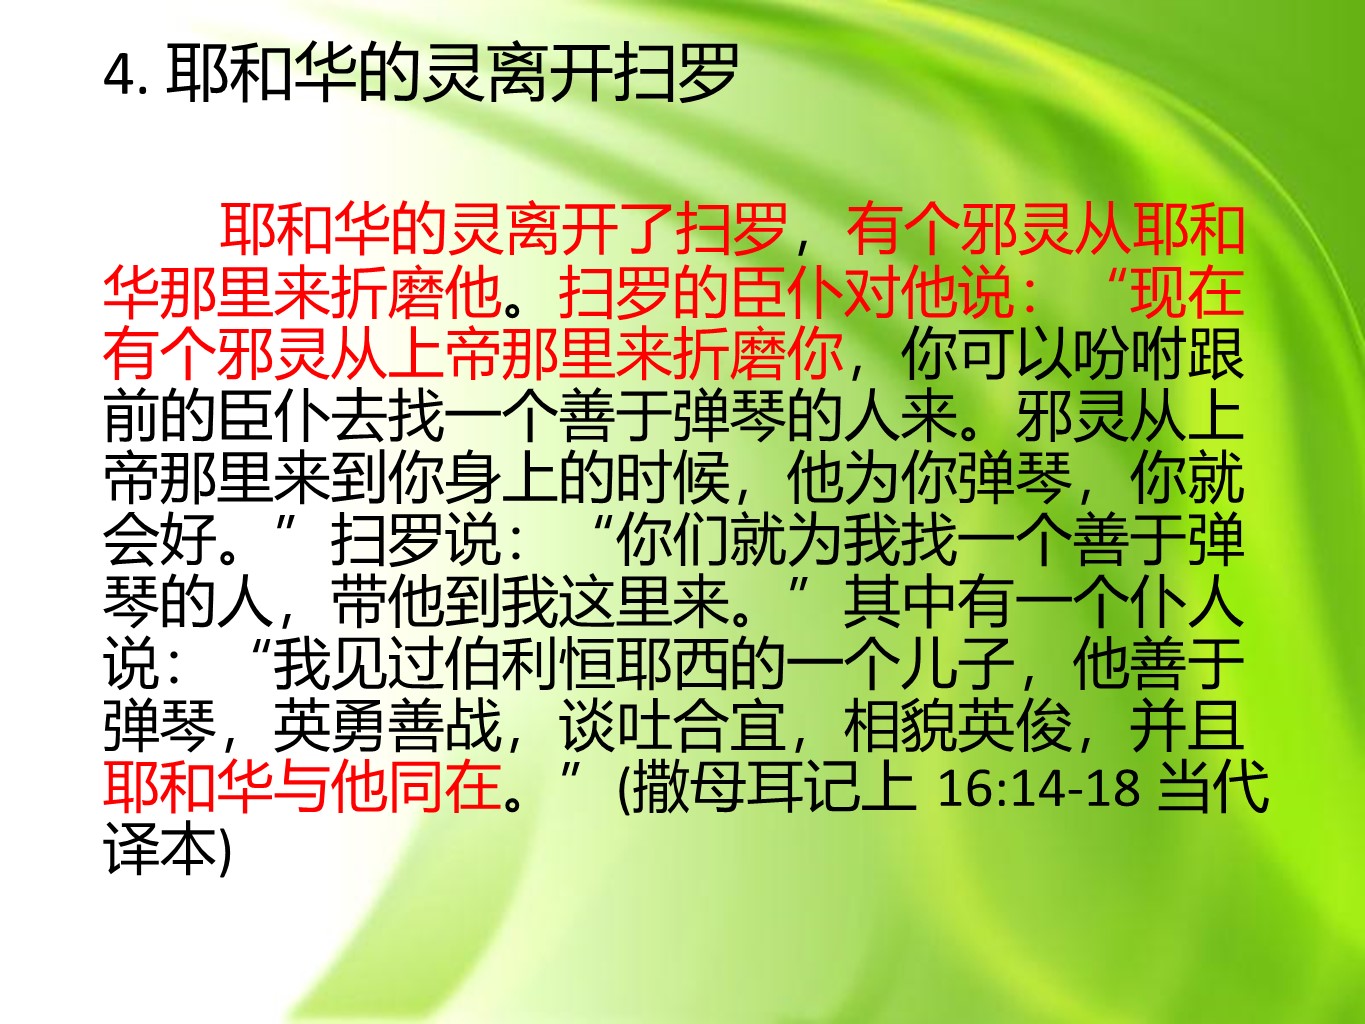 4. 耶和华的灵离开扫罗
耶和华的灵离开了扫罗，有个邪灵从耶和
华那里来折磨他。扫罗的臣仆对他说：“现在
有个邪灵从上帝那里来折磨你，你可以吩咐跟
前的臣仆去找一个善于弹琴的人来。邪灵从上
帝那里来到你身上的时候，他为你弹琴，你就
会好。”扫罗说：“你们就为我找一个善于弹
琴的人，带他到我这里来。”其中有一个仆人
说：“我见过伯利恒耶西的一个儿子，他善于
弹琴，英勇善战，谈吐合宜，相貌英俊，并且
耶和华与他同在。”(撒母耳记上 16:14-18 当代
译本)